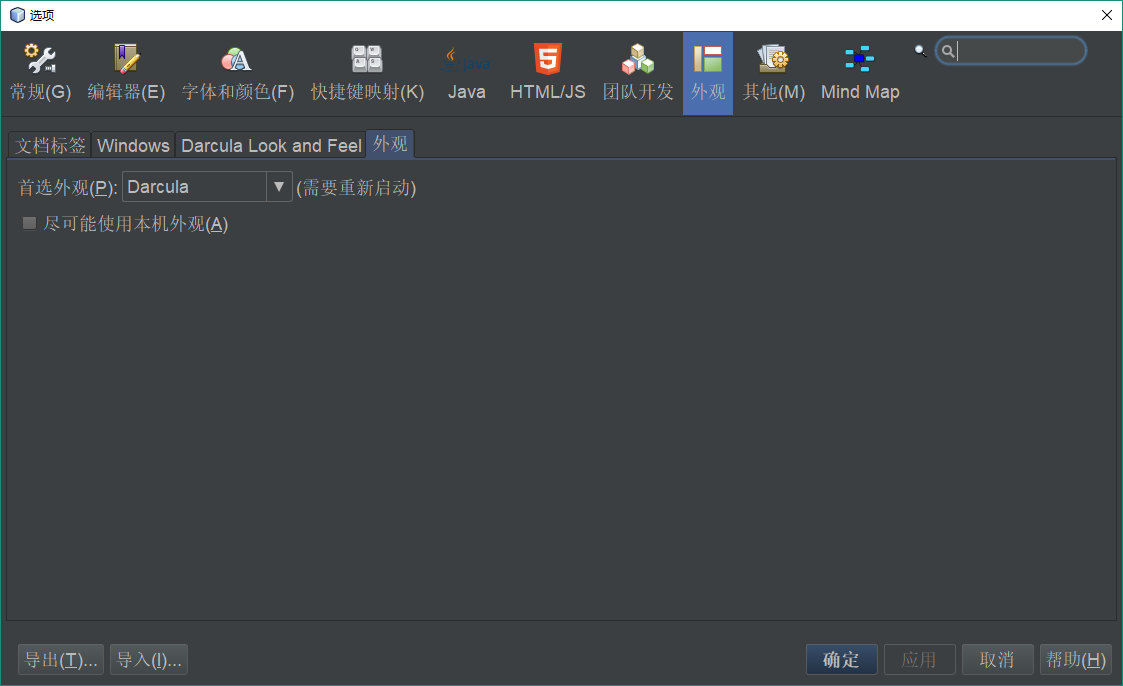 选项
常规(G) 编辑器(E) 字体和颜色(F) 快捷键映射(K) Java HTML/JS 团队开发 外观 其他(M) Mind Map
文档标签 Windows Darcula Look and Feel 外观
首选外观(P): Darcula (需要重新启动)
尽可能使用本机外观(A)
导出(T)... 导入(I)... 确定 应用 取消 帮助(H)